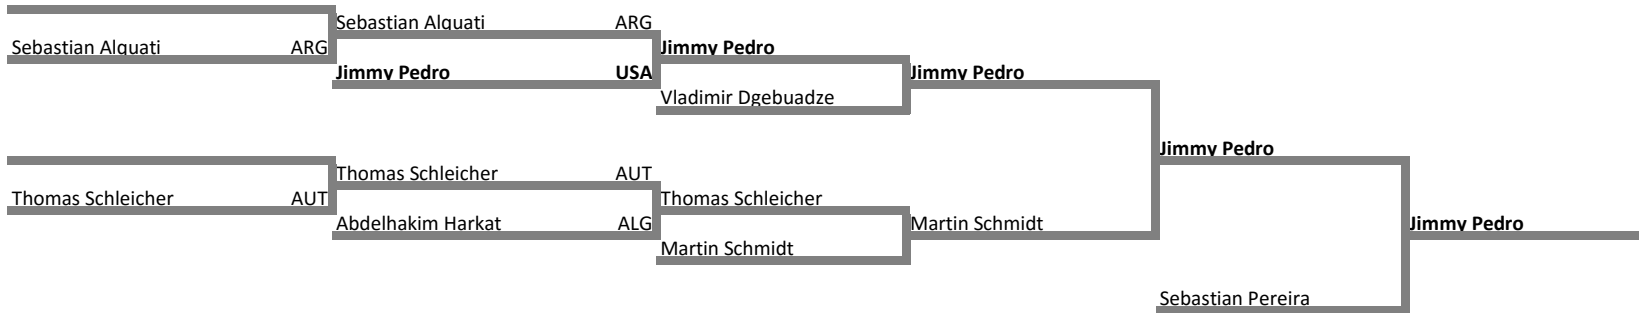 Sebastian Alquati ARG
Sebastian Alquati ARG
Jimmy Pedro
Jimmy Pedro USA
Jimmy Pedro
Vladimir Dgebuadze
Jimmy Pedro
Thomas Schleicher AUT
Thomas Schleicher AUT
Thomas Schleicher
Abdelhakim Harkat ALG
Martin Schmidt
Jimmy Pedro
Martin Schmidt
Sebastian Pereira